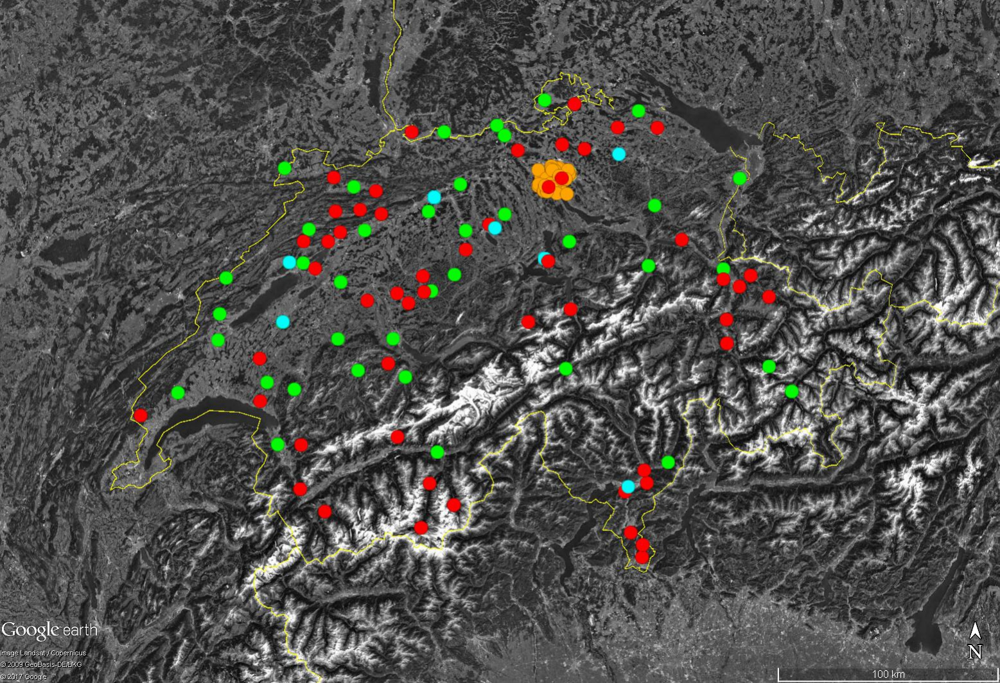 Google earth
Image Landsat / Copernicus
© 2009 GeoBasis-DE/BKG
© 2017 Google
N
100 km